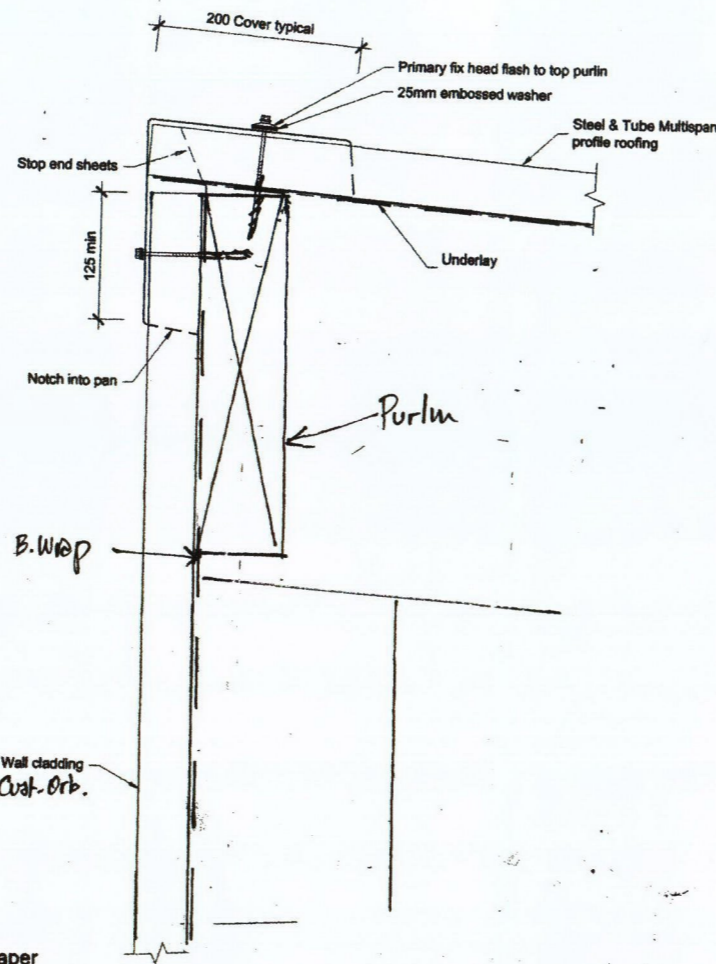 200 Cover typical
Primary fix head flash to top purlin
25mm embossed washer
Steel & Tube Multispan
profile roofing
Stop end sheets
125 min
Underlay
Notch into pan
Purlin
B. Wrap
Wall cladding
Cust-Orb.
aper